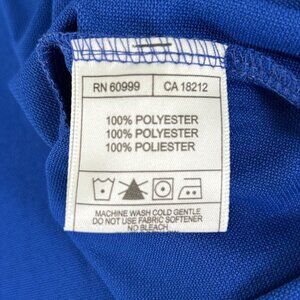 RN 60999 CA 18212
100% POLYESTER
100% POLYESTER
100% POLIESTER
MACHINE WASH COLD GENTLE
DO NOT USE FABRIC SOFTENER
NO BLEACH